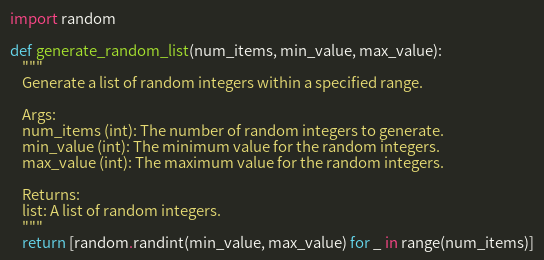 import random

def generate_random_list(num_items, min_value, max_value):
    """
    Generate a list of random integers within a specified range.

    Args:
    num_items (int): The number of random integers to generate.
    min_value (int): The minimum value for the random integers.
    max_value (int): The maximum value for the random integers.

    Returns:
    list: A list of random integers.
    """
    return [random.randint(min_value, max_value) for _ in range(num_items)]